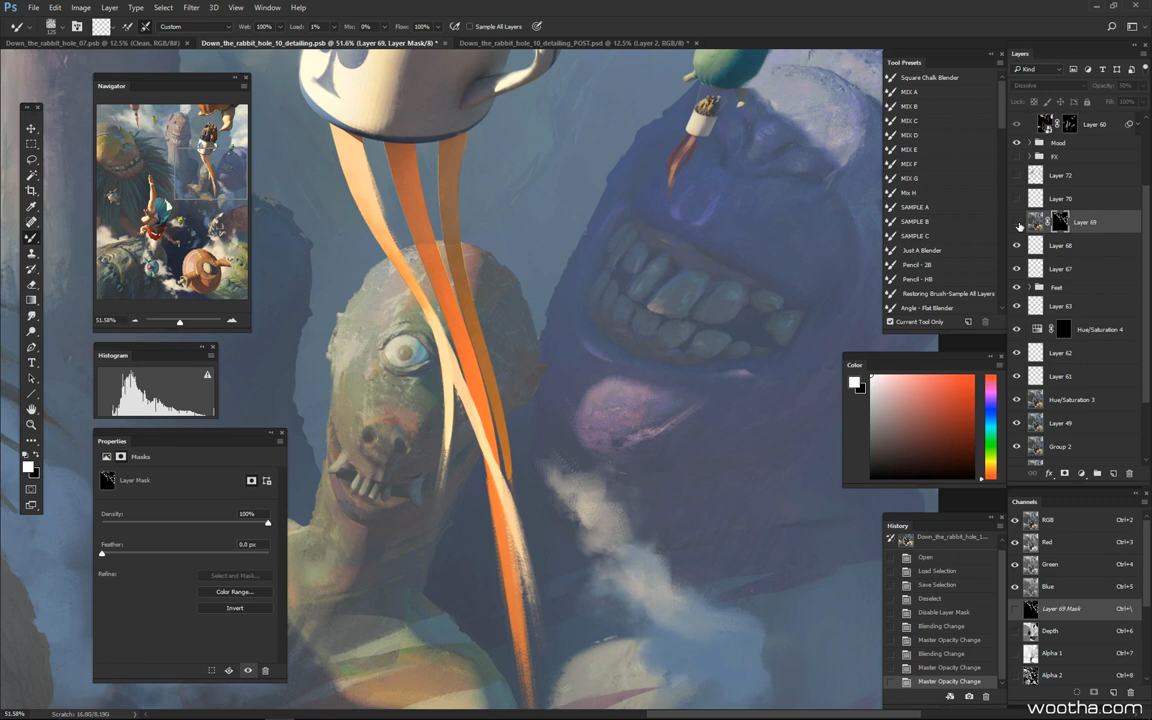 Ps File Edit Image Layer Type Select Filter 3D View Window Help
125 Custom Wet: 100% Load: 1% Mix: 0% Flow: 100% Sample All Layers
Down_the_rabbit_hole_07.psb @ 12.5% (Clean, RGB/8#) × Down_the_rabbit_hole_10_detailing.psb @ 51.6% (Layer 69, Layer Mask/8) * × Down_the_rabbit_hole_10_detailing_POST.psd @ 12.5% (Layer 2, RGB/8) * ×
Navigator
51.58%
Histogram
Properties
Masks
Layer Mask
Density: 100%
Feather: 0.0 px
Refine:
Select and Mask...
Color Range...
Invert
Tool Presets
Square Chalk Blender
MIX A
MIX B
MIX C
MIX D
MIX E
MIX F
MIX G
Mix H
SAMPLE A
SAMPLE B
SAMPLE C
Just A Blender
Pencil - 2B
Pencil - HB
Restoring Brush-Sample All Layers
Angle - Flat Blender
Current Tool Only
Color
History
Down_the_rabbit_hole_1...
Open
Load Selection
Save Selection
Deselect
Disable Layer Mask
Blending Change
Master Opacity Change
Blending Change
Master Opacity Change
Master Opacity Change
Layers
Kind
Dissolve Opacity: 50%
Lock: Fill: 100%
Layer 60
Mood
FX
Layer 72
Layer 70
Layer 69
Layer 68
Layer 67
Feet
Layer 63
Hue/Saturation 4
Layer 62
Layer 61
Hue/Saturation 3
Layer 49
Group 2
Channels
RGB Ctrl+2
Red Ctrl+3
Green Ctrl+4
Blue Ctrl+5
Layer 69 Mask Ctrl+\
Depth Ctrl+6
Alpha 1 Ctrl+7
Alpha 2 Ctrl+8
51.58% Scratch: 16.8G/8.19G
wootha.com